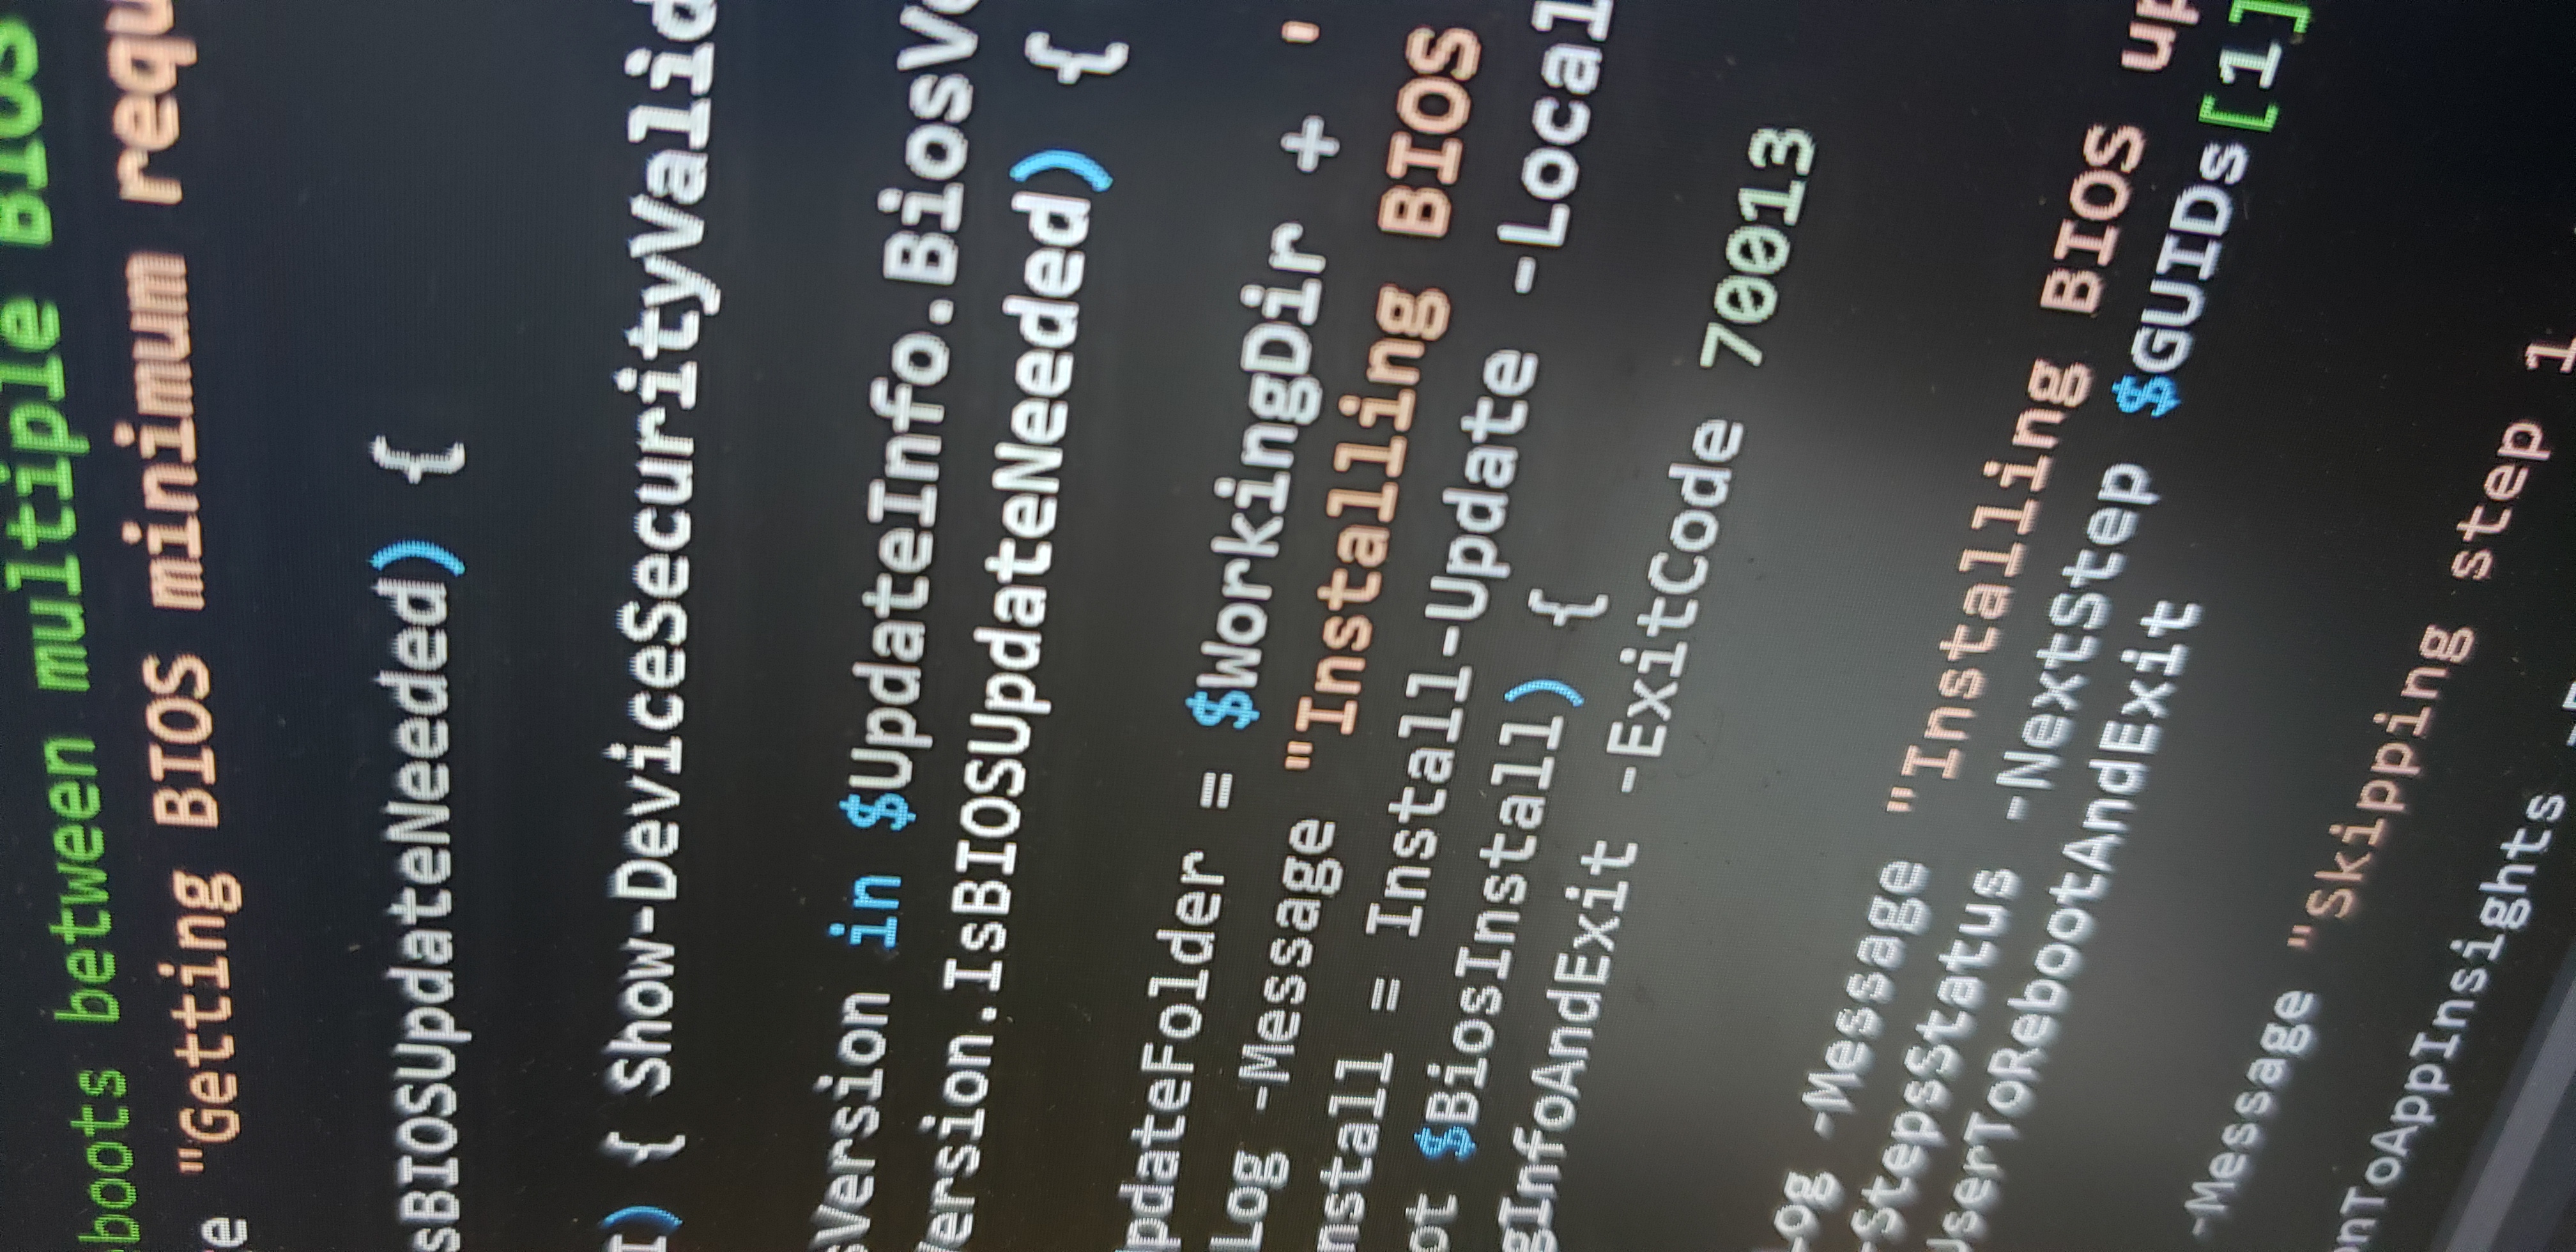 eboots between multiple BIOS
e "Getting BIOS minimum requ
sBIOSUpdateNeeded) {
I) { Show-DeviceSecurityValid
sVersion in $UpdateInfo.BiosVe
Version.IsBIOSUpdateNeeded) {
pdateFolder = $WorkingDir + '
Log -Message "Installing BIOS
nstall = Install-Update -Local
ot $BiosInstall) {
gInfoAndExit -ExitCode 70013
Log -Message "Installing BIOS up
-StepsStatus -NextStep $GUIDs[1]
UserToRebootAndExit
-Message "Skipping step 1
onToAppInsights -